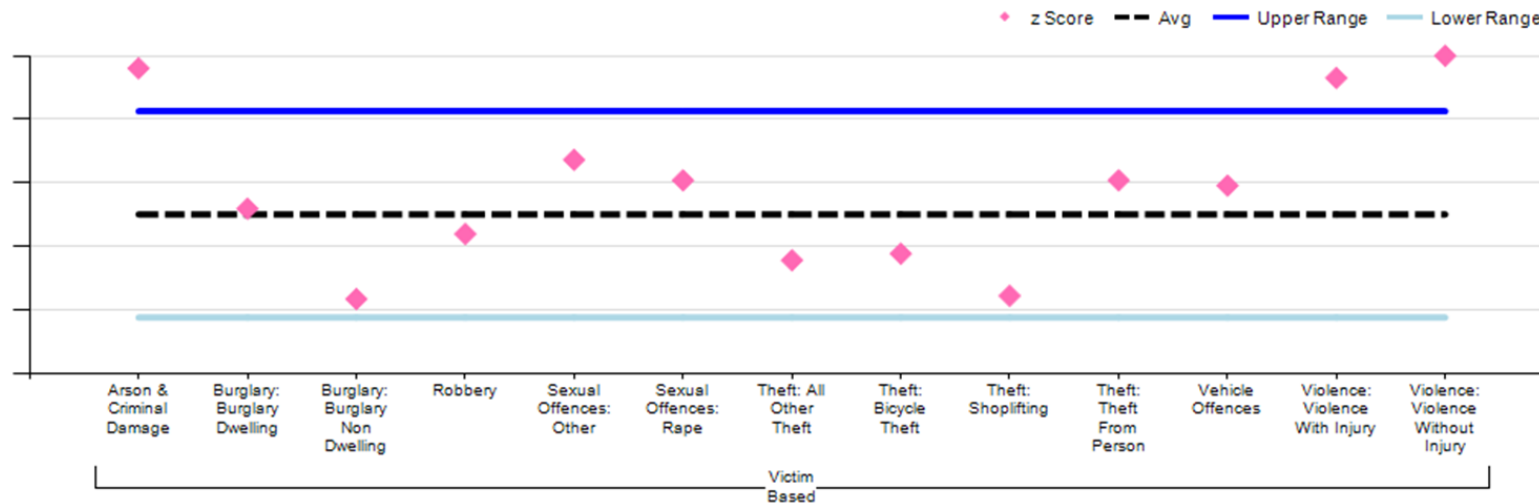 z Score Avg Upper Range Lower Range
Arson &
Criminal
Damage
Burglary:
Burglary
Dwelling
Burglary:
Burglary
Non
Dwelling
Robbery
Sexual
Offences:
Other
Sexual
Offences:
Rape
Theft: All
Other
Theft
Theft:
Bicycle
Theft
Theft:
Shoplifting
Theft:
Theft
From
Person
Vehicle
Offences
Violence:
Violence
With Injury
Violence:
Violence
Without
Injury
Victim
Based